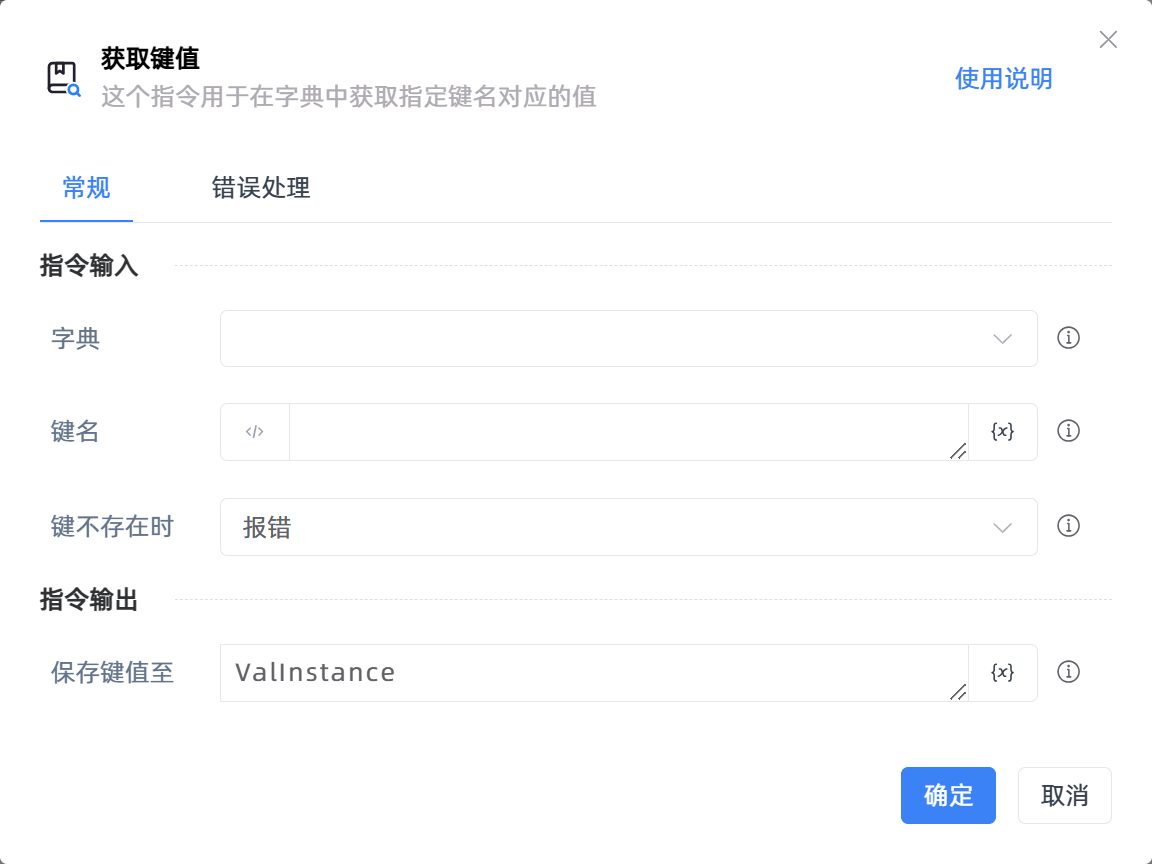 获取键值
这个指令用于在字典中获取指定键名对应的值
使用说明
常规
错误处理
指令输入
字典
键名
</>
{x}
键不存在时
报错
指令输出
保存键值至
ValInstance
{x}
确定
取消